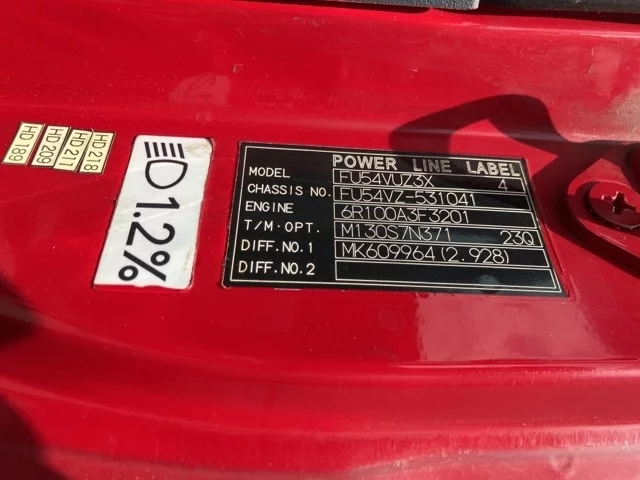 POWER LINE LABEL
MODEL FU54VUZ3X 4
CHASSIS NO. FU54VZ-531041
ENGINE 6R100A3F3201
T/M·OPT. M130S7N371 23Q
DIFF.NO.1 MK609964 (2.928)
DIFF.NO.2
1.2%
HD218
HD211
HD209
HD189